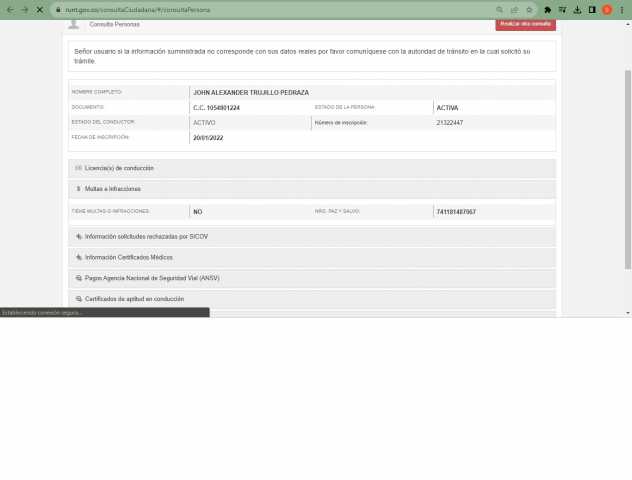 runt.gov.co/consultaCiudadana/#/consultaPersona
Consulta Personas
Realizar otra consulta
Señor usuario si la información suministrada no corresponde con sus datos reales por favor comuníquese con la autoridad de tránsito en la cual solicitó su
trámite.
NOMBRE COMPLETO: JOHN ALEXANDER TRUJILLO PEDRAZA
DOCUMENTO: C.C. 1054801224 ESTADO DE LA PERSONA: ACTIVA
ESTADO DEL CONDUCTOR: ACTIVO Número de inscripción: 21322447
FECHA DE INSCRIPCIÓN: 20/01/2022
Licencia(s) de conducción
$ Multas e infracciones
TIENE MULTAS O INFRACCIONES: NO NRO. PAZ Y SALVO: 741181487967
Información solicitudes rechazadas por SICOV
Información Certificados Médicos
Pagos Agencia Nacional de Seguridad Vial (ANSV)
Certificados de aptitud en conducción
Estableciendo conexión segura...